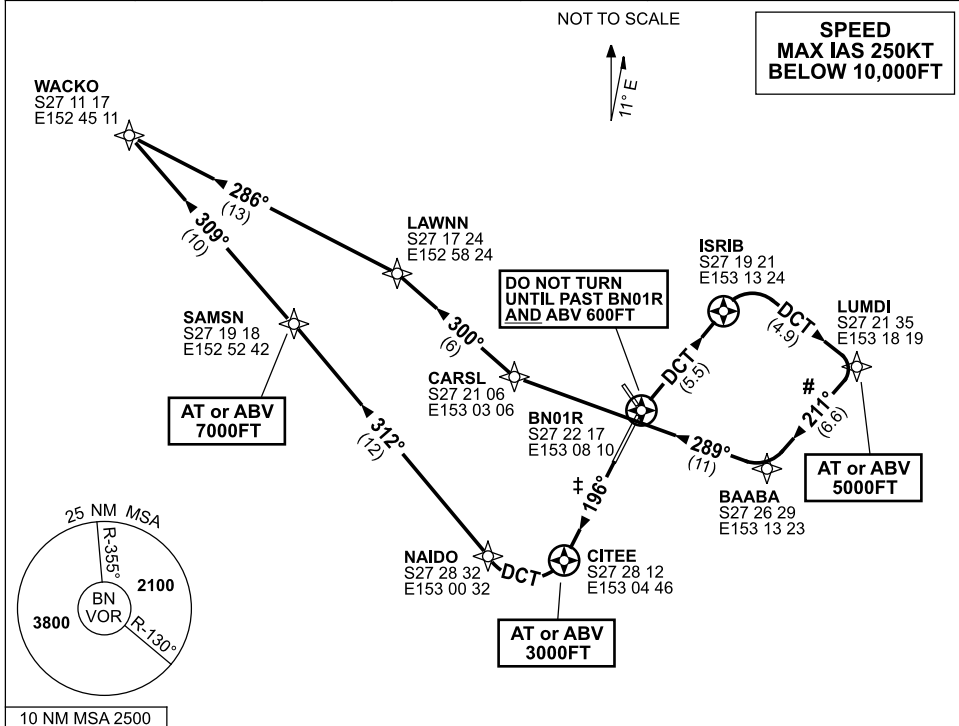 NOT TO SCALE
11° E
SPEED
MAX IAS 250KT
BELOW 10,000FT
WACKO
S27 11 17
E152 45 11
286°
(13)
309°
(10)
LAWNN
S27 17 24
E152 58 24
ISRIB
S27 19 21
E153 13 24
DO NOT TURN
UNTIL PAST BN01R
AND ABV 600FT
LUMDI
S27 21 35
E153 18 19
DCT
(4.9)
SAMSN
S27 19 18
E152 52 42
300°
(6)
DCT
(5.5)
CARSL
S27 21 06
E153 03 06
#
211°
(6.6)
AT or ABV
7000FT
BN01R
S27 22 17
E153 08 10
312°
(12)
289°
(11)
AT or ABV
5000FT
BAABA
S27 26 29
E153 13 23
‡
196°
25 NM MSA
R-355°
2100
BN
VOR
3800
R-130°
NAIDO
S27 28 32
E153 00 32
DCT
CITEE
S27 28 12
E153 04 46
AT or ABV
3000FT
10 NM MSA 2500